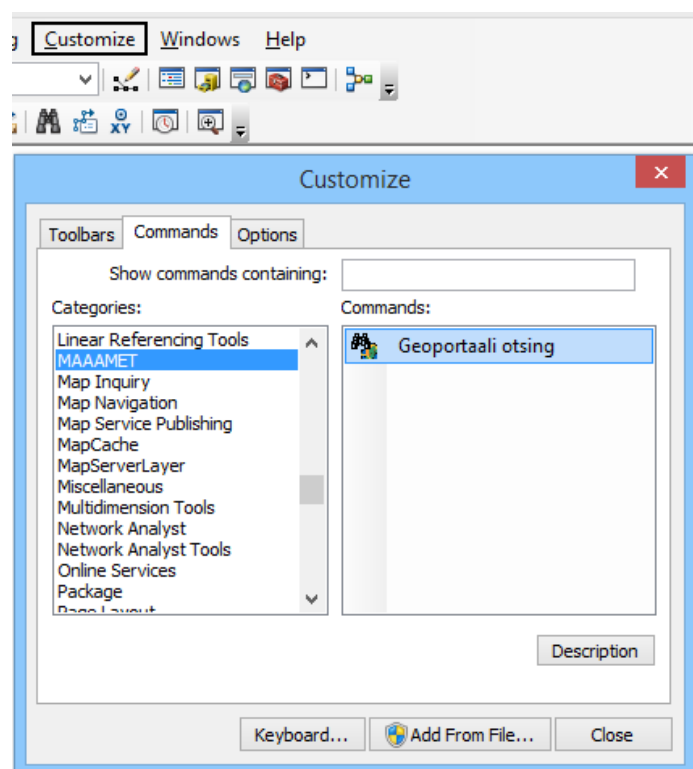 Customize Windows Help
XY
Customize
Toolbars Commands Options
Show commands containing:
Categories: Commands:
Linear Referencing Tools
MAAAMET
Map Inquiry
Map Navigation
Map Service Publishing
MapCache
MapServerLayer
Miscellaneous
Multidimension Tools
Network Analyst
Network Analyst Tools
Online Services
Package
Page Layout
Geoportaali otsing
Description
Keyboard... Add From File... Close